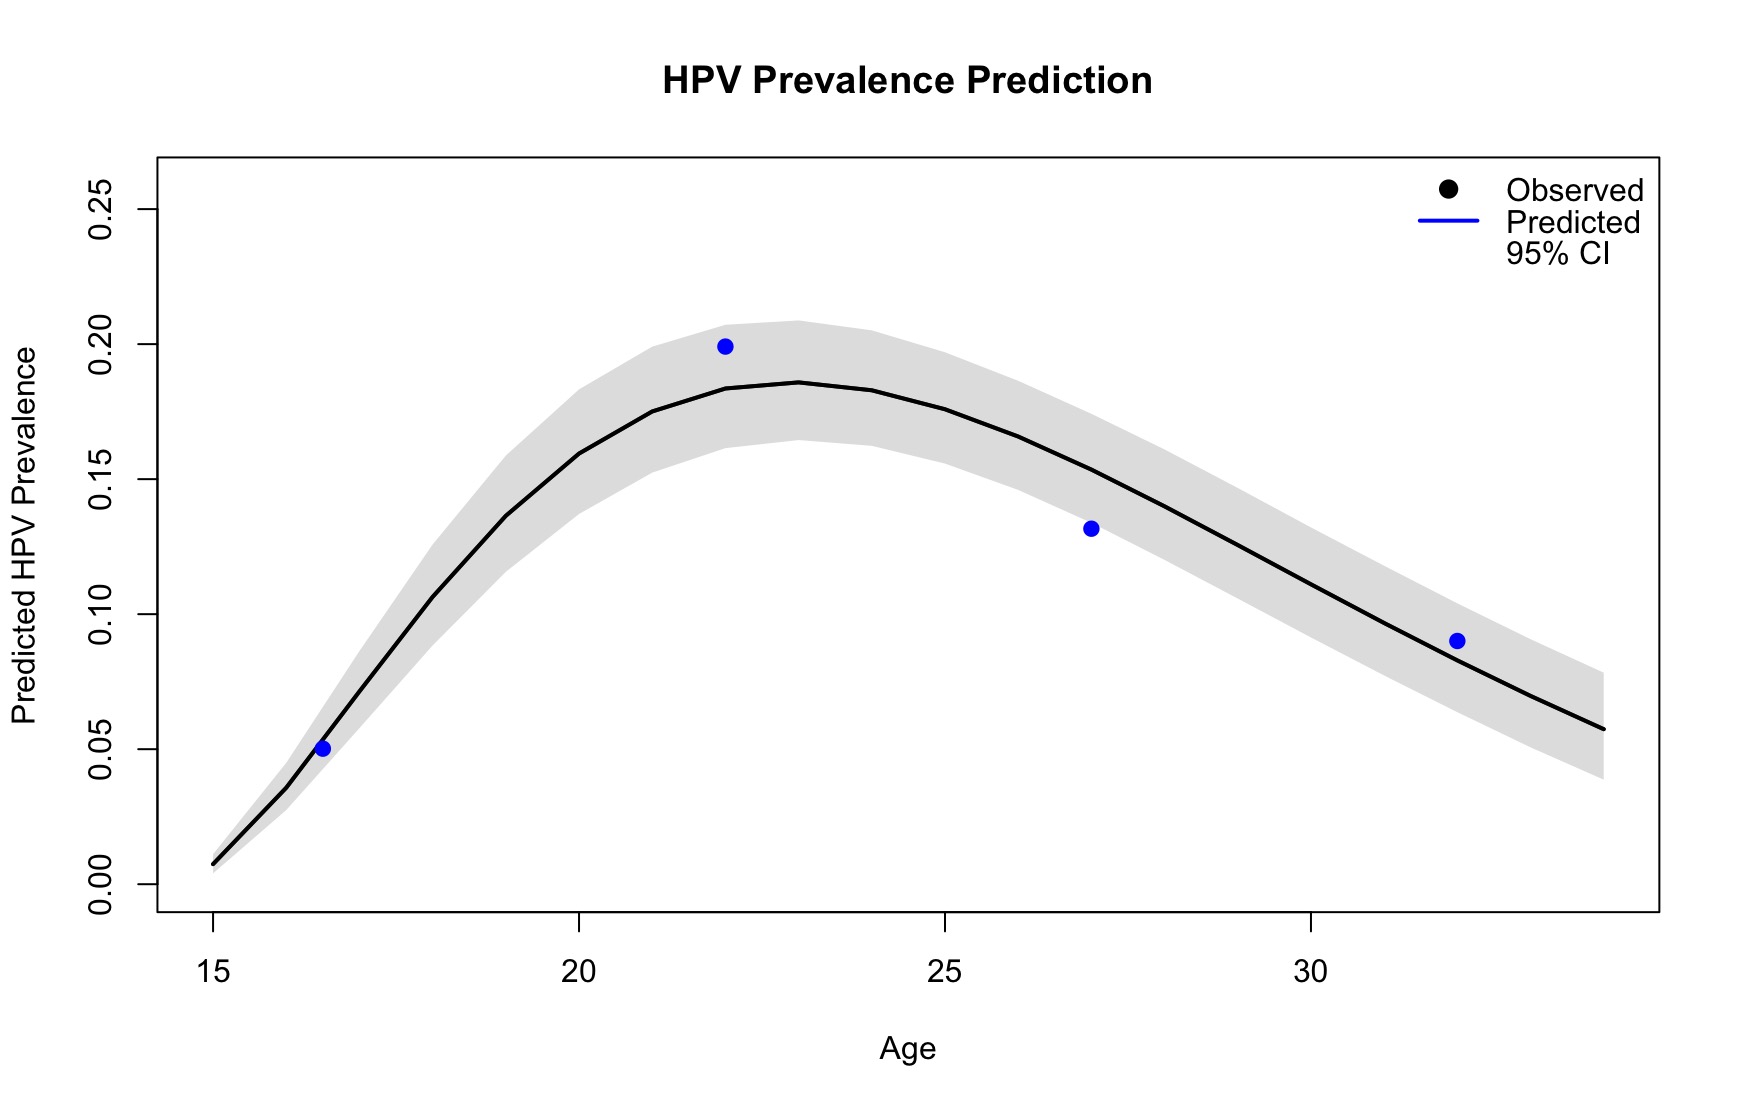 HPV Prevalence Prediction
Observed
Predicted
95% CI
Predicted HPV Prevalence
0.25
0.20
0.15
0.10
0.05
0.00
15 20 25 30
Age